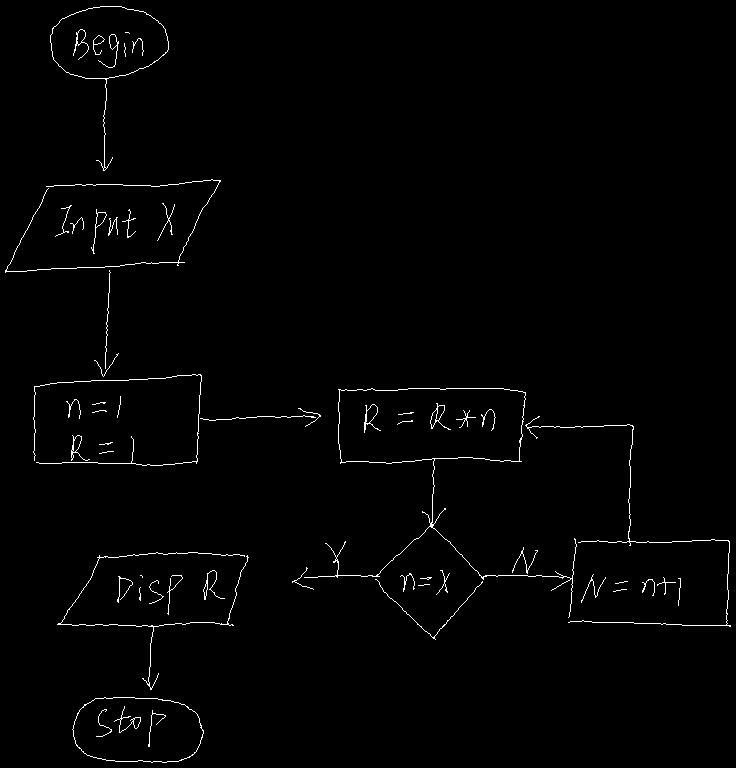 Begin
Input X
n=1
R=1
R = R*n
n=X
Y
N
N=n+1
Disp R
Stop